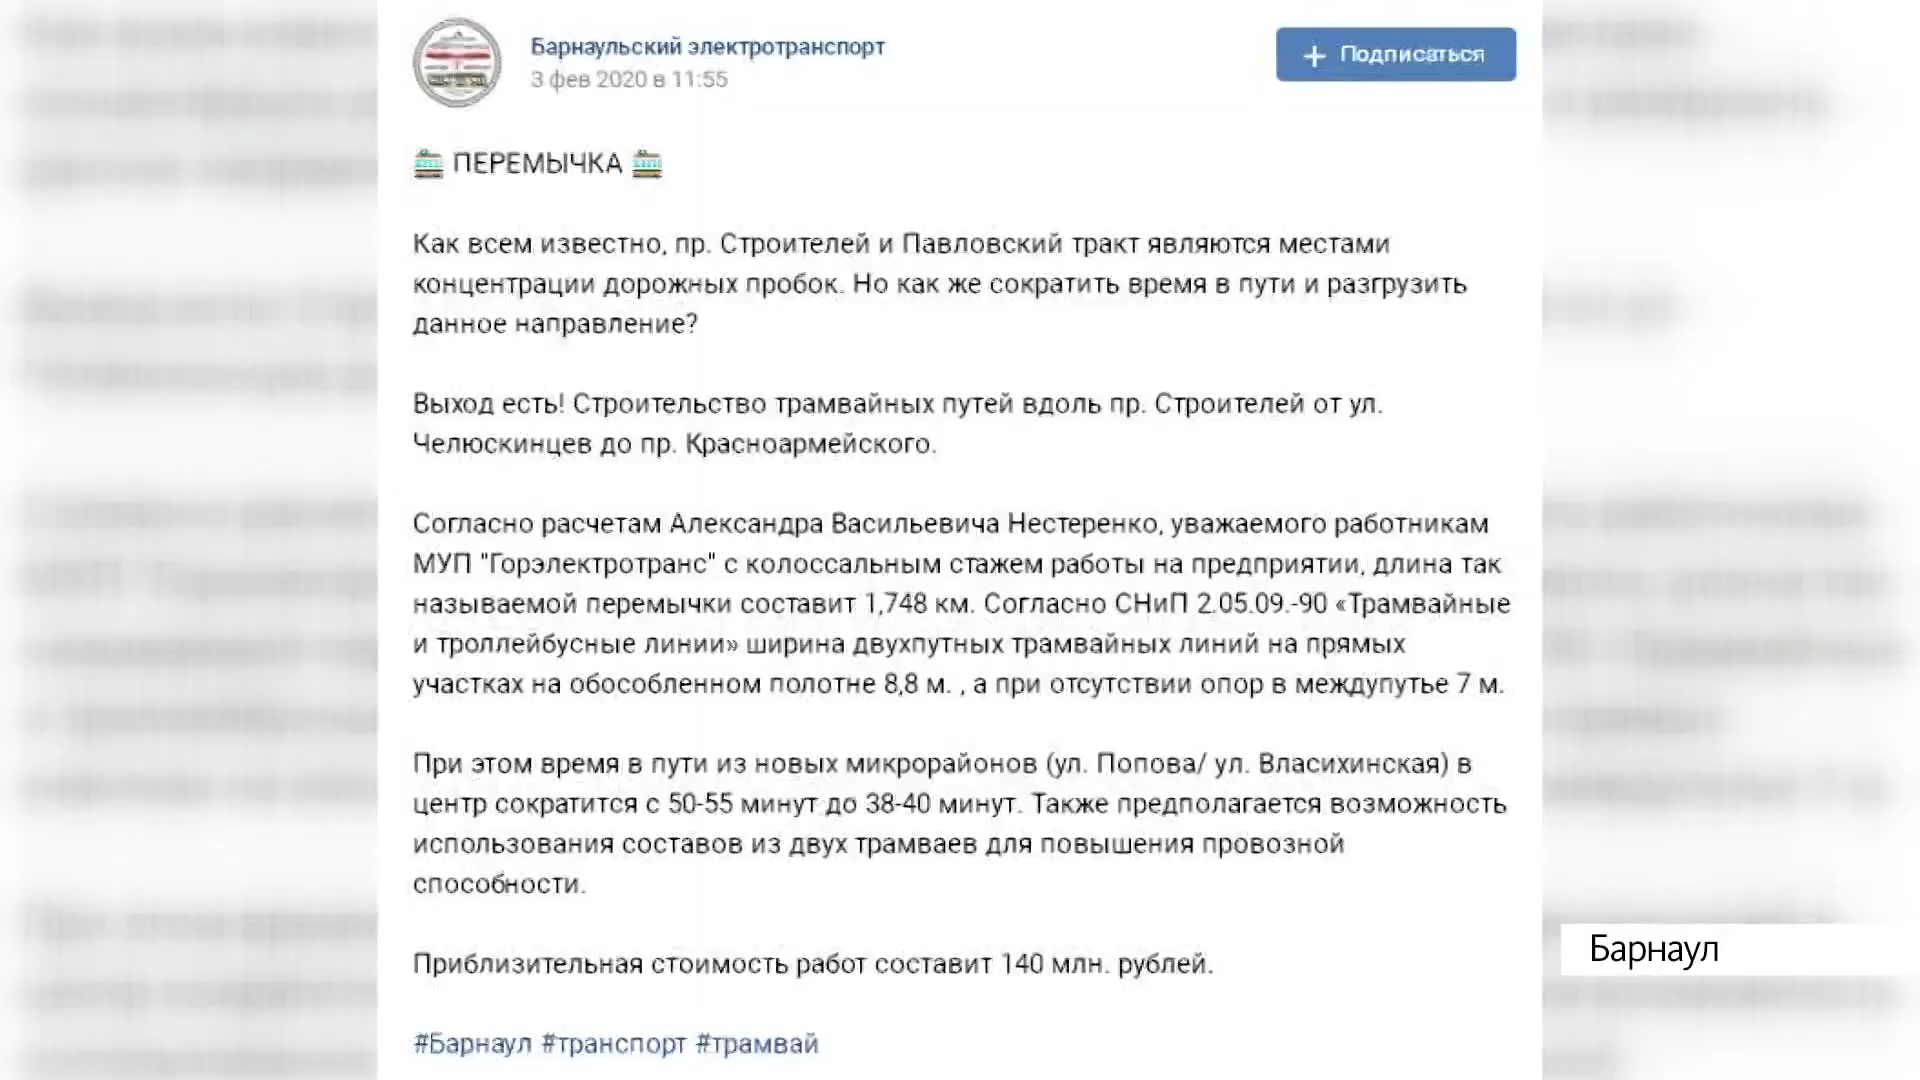 Барнаульский электротранспорт
3 фев 2020 в 11:55
+ Подписаться
🚋 ПЕРЕМЫЧКА 🚋
Как всем известно, пр. Строителей и Павловский тракт являются местами
концентрации дорожных пробок. Но как же сократить время в пути и разгрузить
данное направление?
Выход есть! Строительство трамвайных путей вдоль пр. Строителей от ул.
Челюскинцев до пр. Красноармейского.
Согласно расчетам Александра Васильевича Нестеренко, уважаемого работникам
МУП "Горэлектротранс" с колоссальным стажем работы на предприятии, длина так
называемой перемычки составит 1,748 км. Согласно СНиП 2.05.09.-90 «Трамвайные
и троллейбусные линии» ширина двухпутных трамвайных линий на прямых
участках на обособленном полотне 8,8 м. , а при отсутствии опор в междупутье 7 м.
При этом время в пути из новых микрорайонов (ул. Попова/ ул. Власихинская) в
центр сократится с 50-55 минут до 38-40 минут. Также предполагается возможность
использования составов из двух трамваев для повышения провозной
способности.
Приблизительная стоимость работ составит 140 млн. рублей.
#Барнаул #транспорт #трамвай
Барнаул